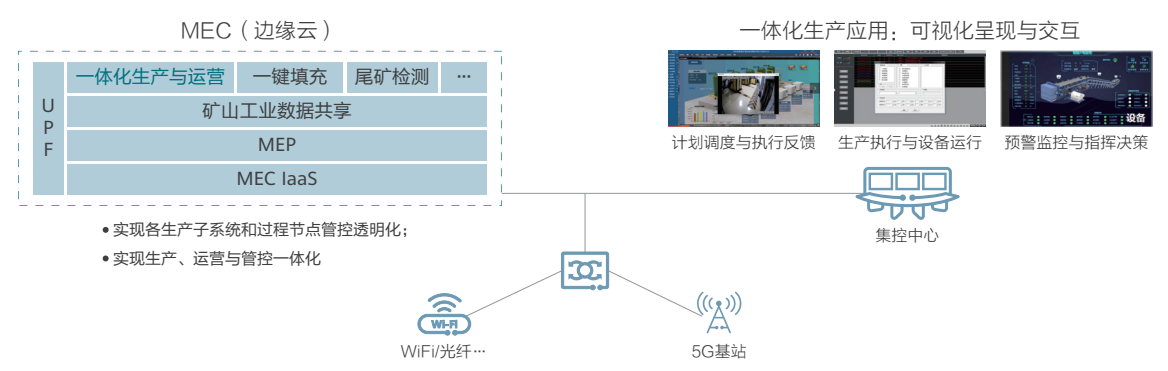 MEC（边缘云）
一体化生产应用：可视化呈现与交互
UPF
一体化生产与运营 一键填充 尾矿检测 ···
矿山工业数据共享
MEP
MEC IaaS
设备
计划调度与执行反馈 生产执行与设备运行 预警监控与指挥决策
• 实现各生产子系统和过程节点管控透明化；
• 实现生产、运营与管控一体化
集控中心
Wi-Fi
WiFi/光纤···
5G基站